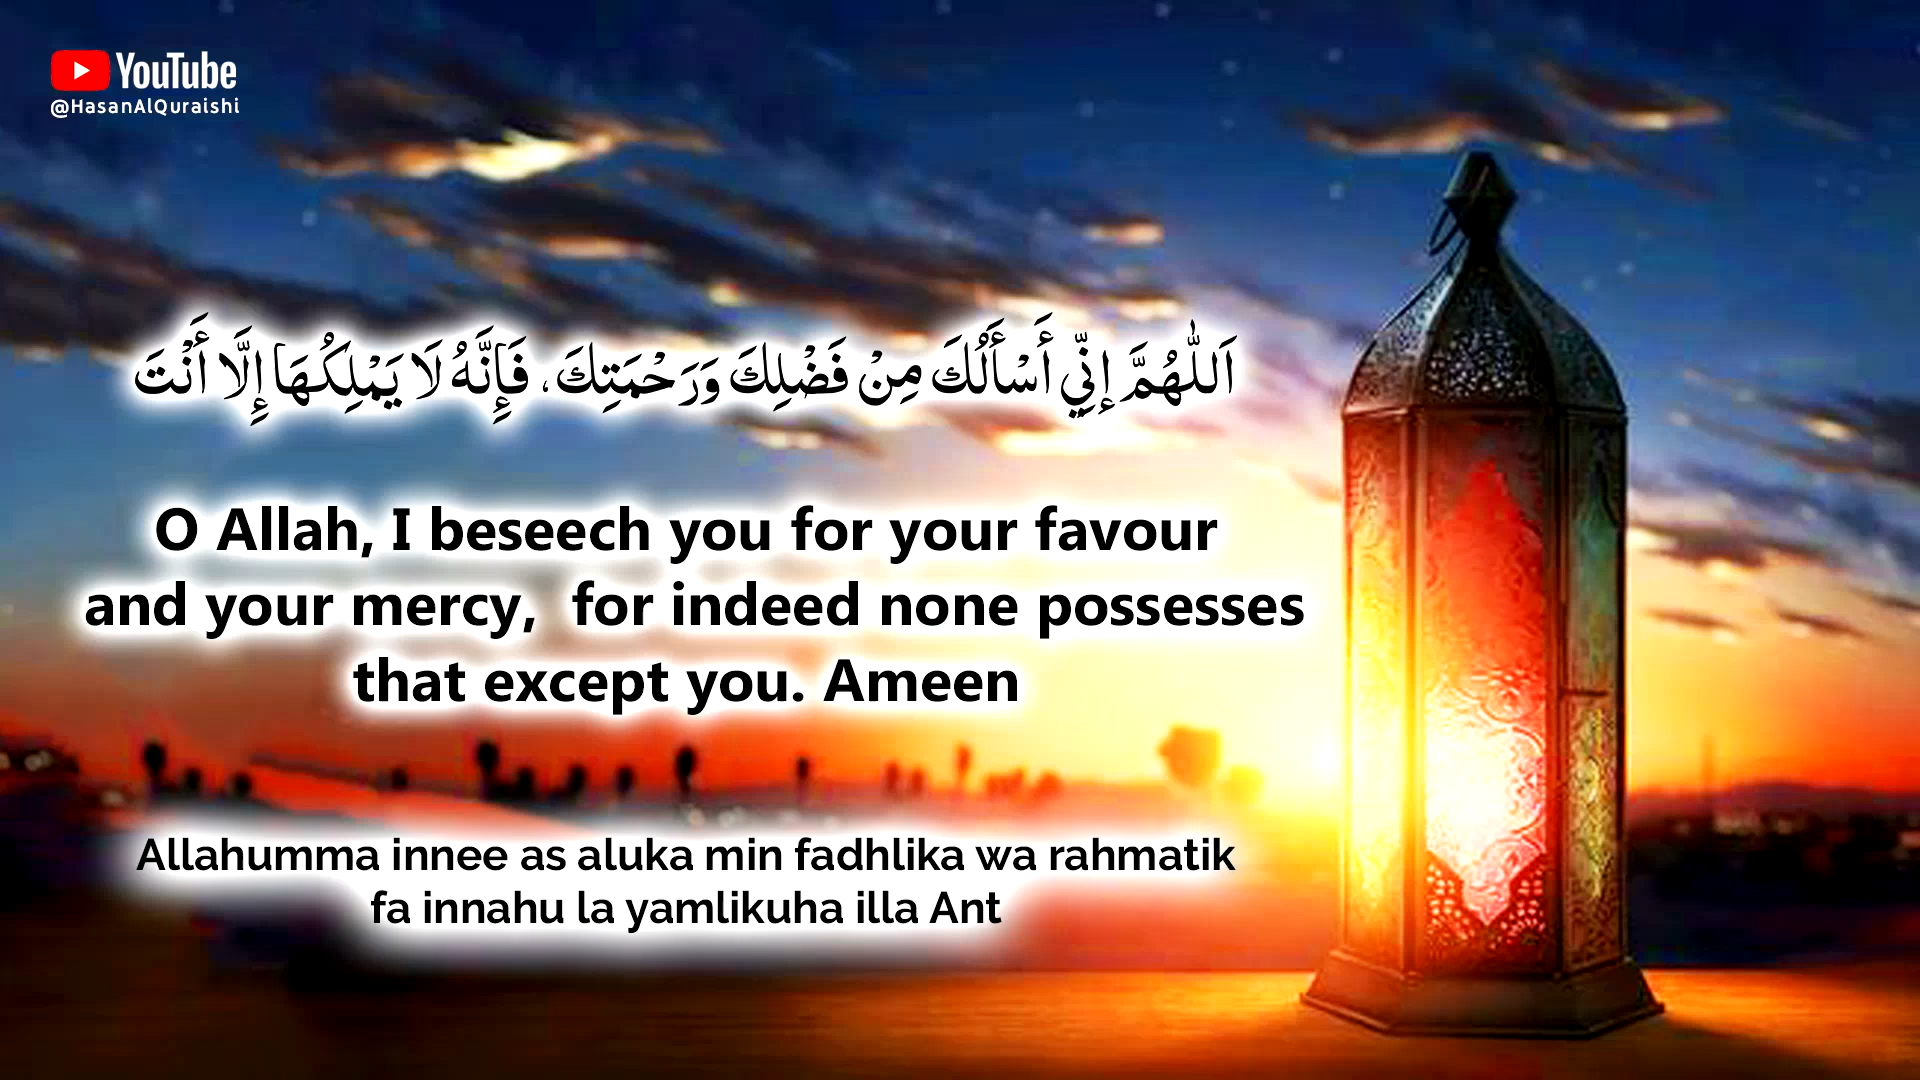 YouTube
@HasanAlQuraishi
اَللّٰهُمَّ إِنِّي أَسْأَلُكَ مِنْ فَضْلِكَ وَرَحْمَتِكَ، فَإِنَّهُ لَا يَمْلِكُهَا إِلَّا أَنْتَ
O Allah, I beseech you for your favour
and your mercy, for indeed none possesses
that except you. Ameen
Allahumma innee as aluka min fadhlika wa rahmatik
fa innahu la yamlikuha illa Ant